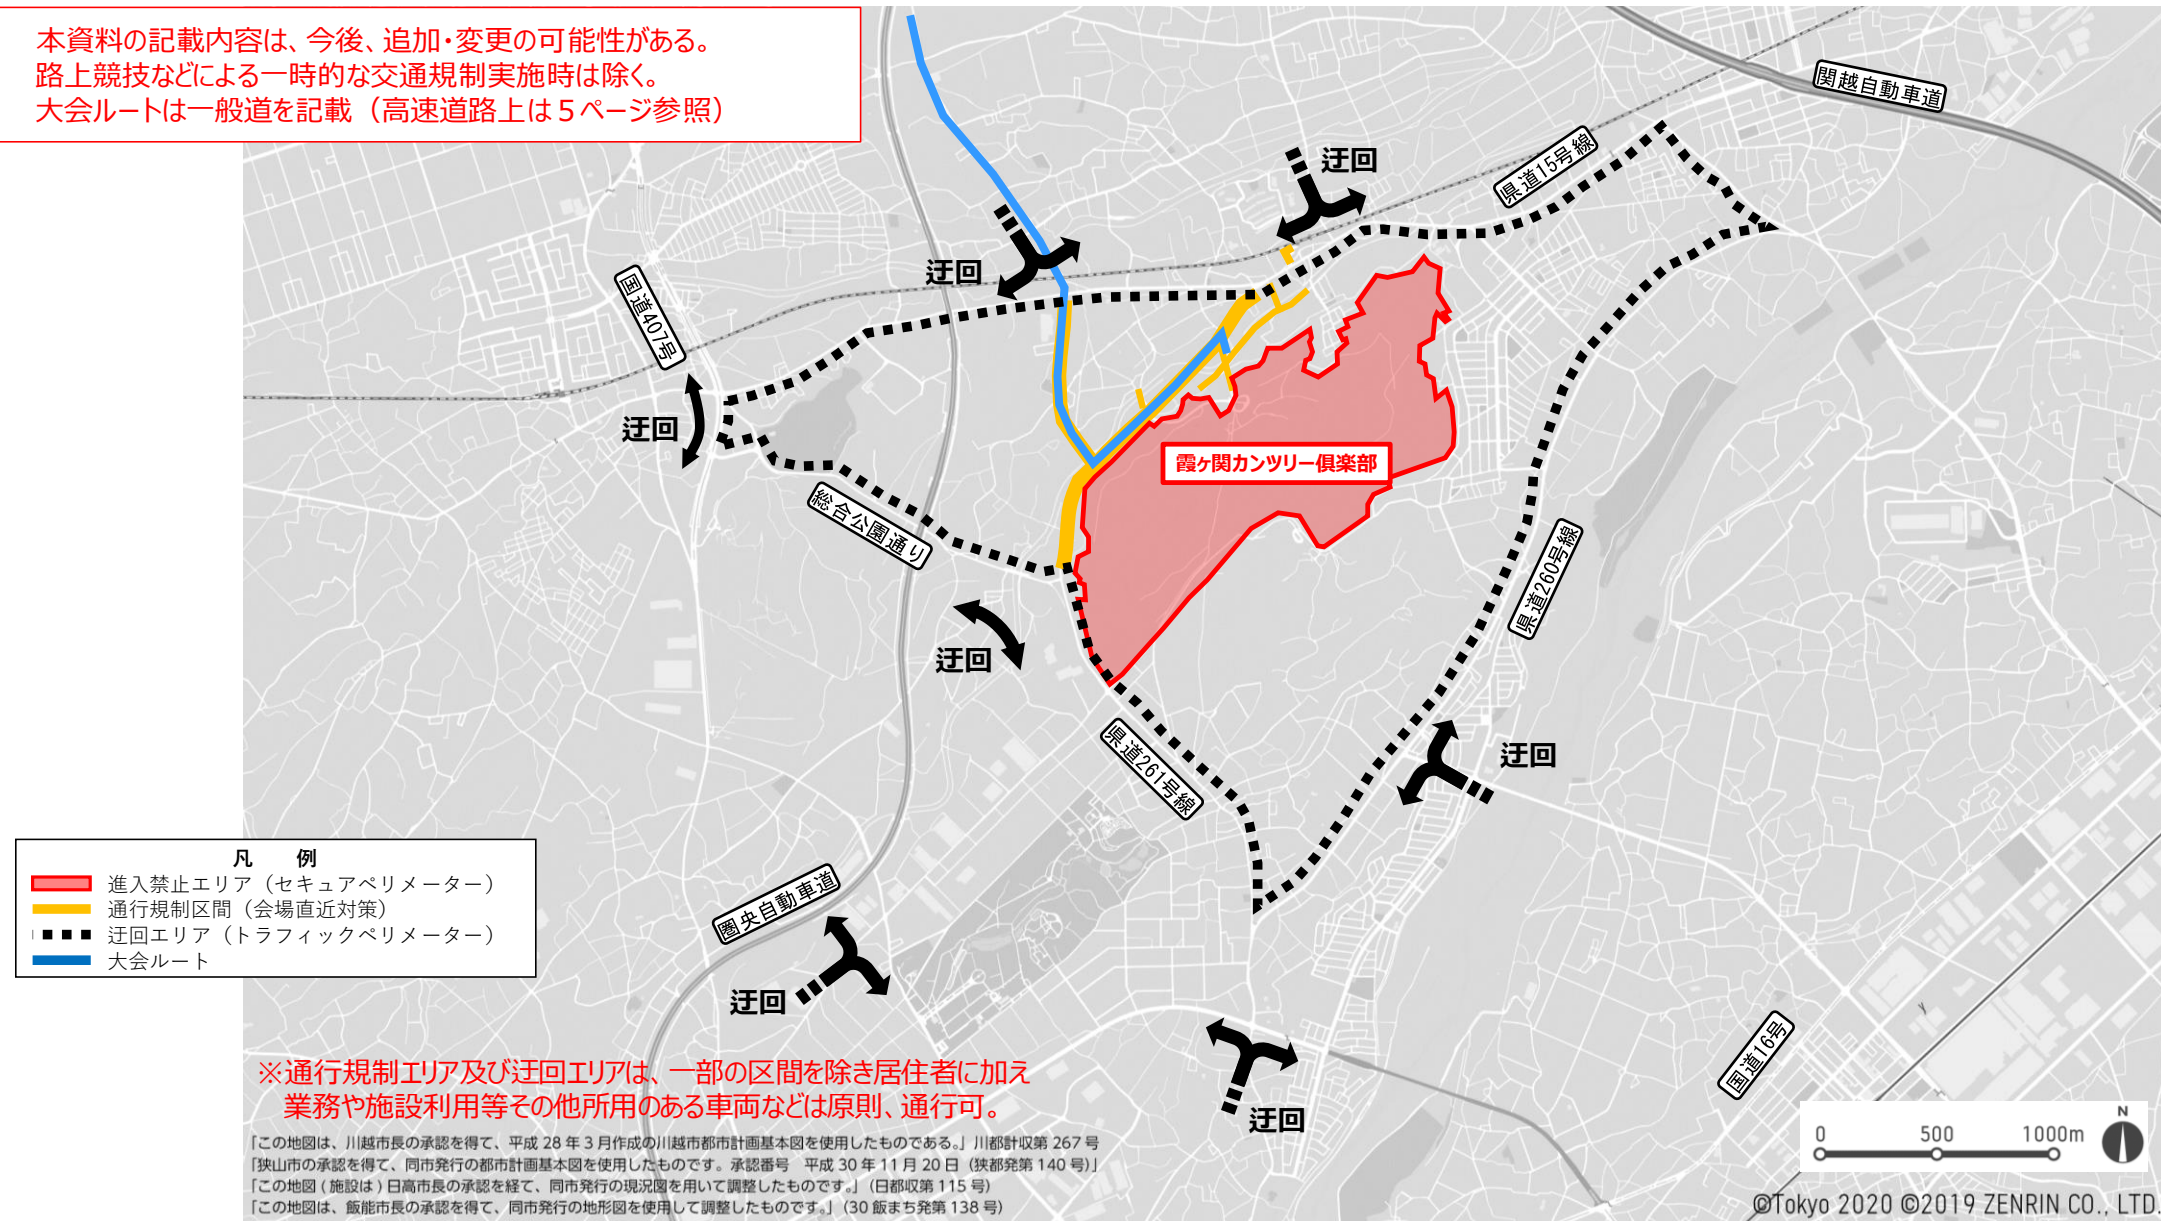 本資料の記載内容は、今後、追加・変更の可能性がある。
路上競技などによる一時的な交通規制実施時は除く。
大会ルートは一般道を記載（高速道路上は５ページ参照）
関越自動車道
県道15号線
迂回
迂回
国道407号
迂回
霞ヶ関カンツリー倶楽部
総合公園通り
県道260号線
迂回
県道261号線
迂回
圏央自動車道
迂回
迂回
国道16号
凡　例
進入禁止エリア（セキュアペリメーター）
通行規制区間（会場直近対策）
迂回エリア（トラフィックペリメーター）
大会ルート
※通行規制エリア及び迂回エリアは、一部の区間を除き居住者に加え
業務や施設利用等その他所用のある車両などは原則、通行可。
「この地図は、川越市長の承認を得て、平成 28 年 3 月作成の川越市都市計画基本図を使用したものである。」川都計収第 267 号
「狭山市の承認を得て、同市発行の都市計画基本図を使用したものです。承認番号　平成 30 年 11 月 20 日（狭都発第 140 号）」
「この地図 ( 施設は ) 日高市長の承認を経て、同市発行の現況図を用いて調整したものです。」（日都収第 115 号）
「この地図は、飯能市長の承認を得て、同市発行の地形図を使用して調整したものです。」（30 飯まち発第 138 号）
0 500 1000m
N
©Tokyo 2020 ©2019 ZENRIN CO., LTD.